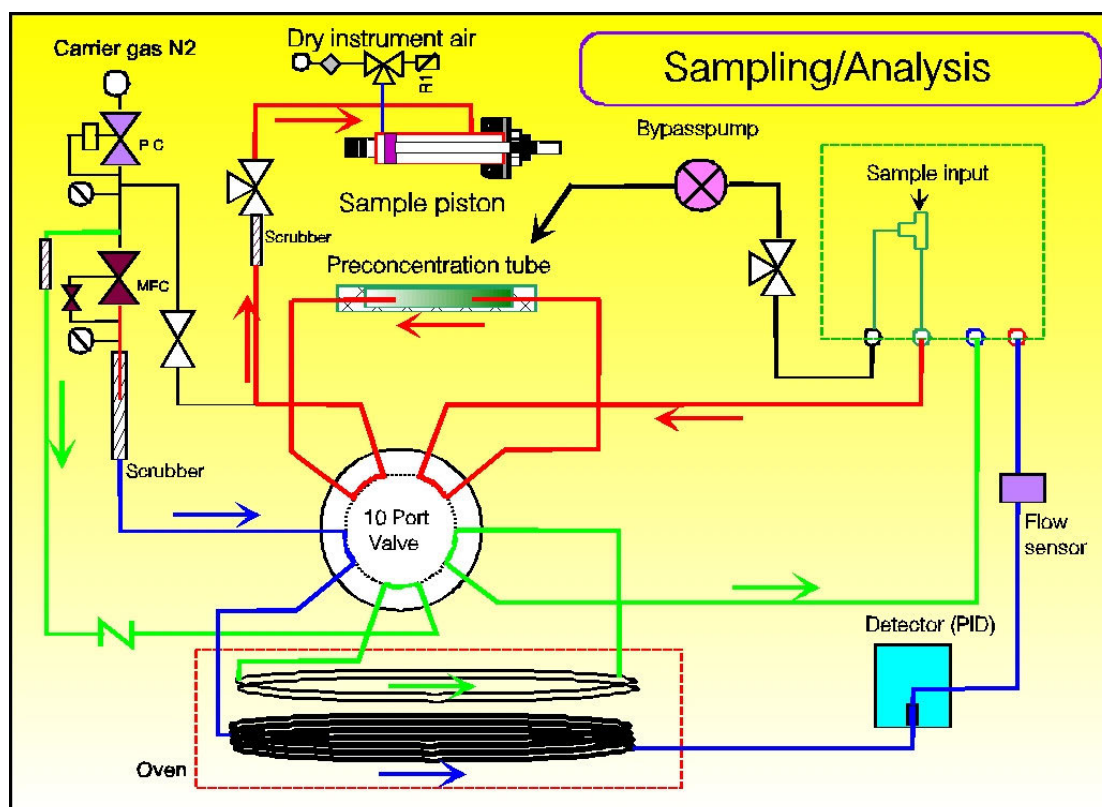 Carrier gas N2
Dry instrument air
Sampling/Analysis
R1
Bypasspump
P C
Sample input
Sample piston
Scrubber
Preconcentration tube
MFC
Scrubber
10 Port
Valve
Flow
sensor
Detector (PID)
Oven